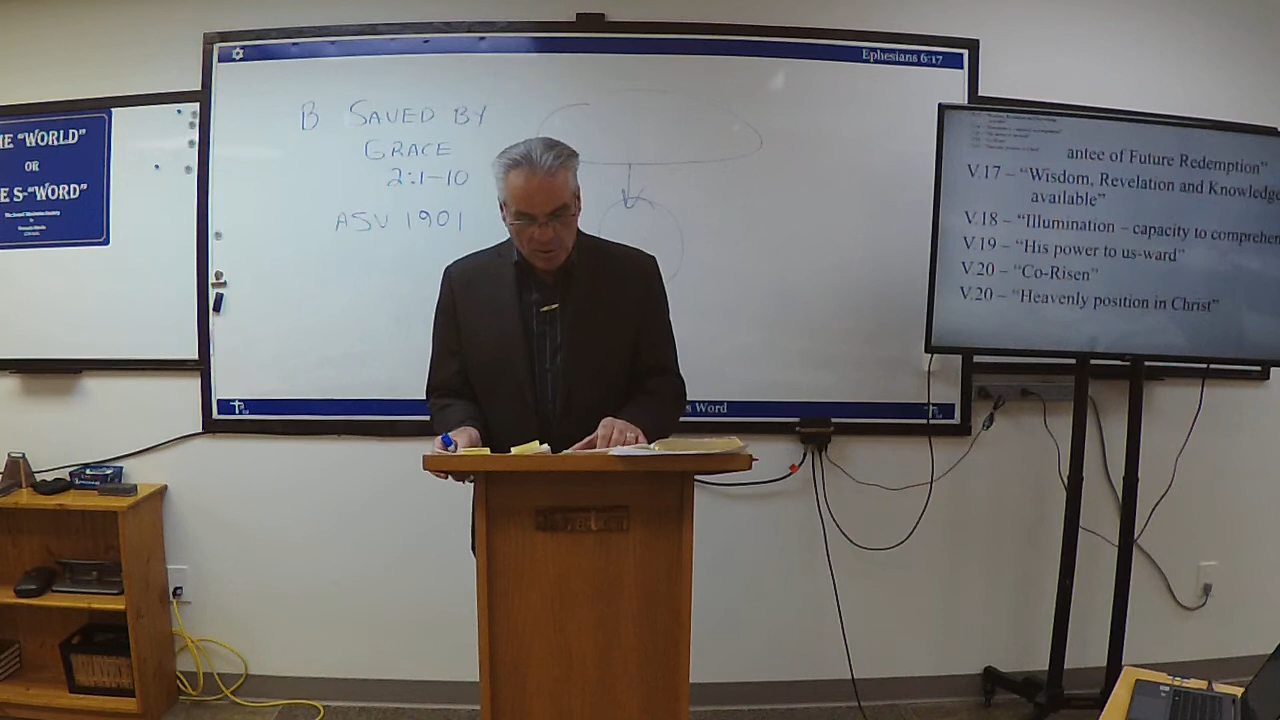 HE "WORLD"
OR
E S-"WORD"
Ephesians 6:17
B SAVED BY
GRACE
2:1-10
ASV 1901
s Word
antee of Future Redemption"
V.17 – "Wisdom, Revelation and Knowledge
available"
V.18 – "Illumination – capacity to comprehen
V.19 – "His power to us-ward"
V.20 – "Co-Risen"
V.20 – "Heavenly position in Christ"